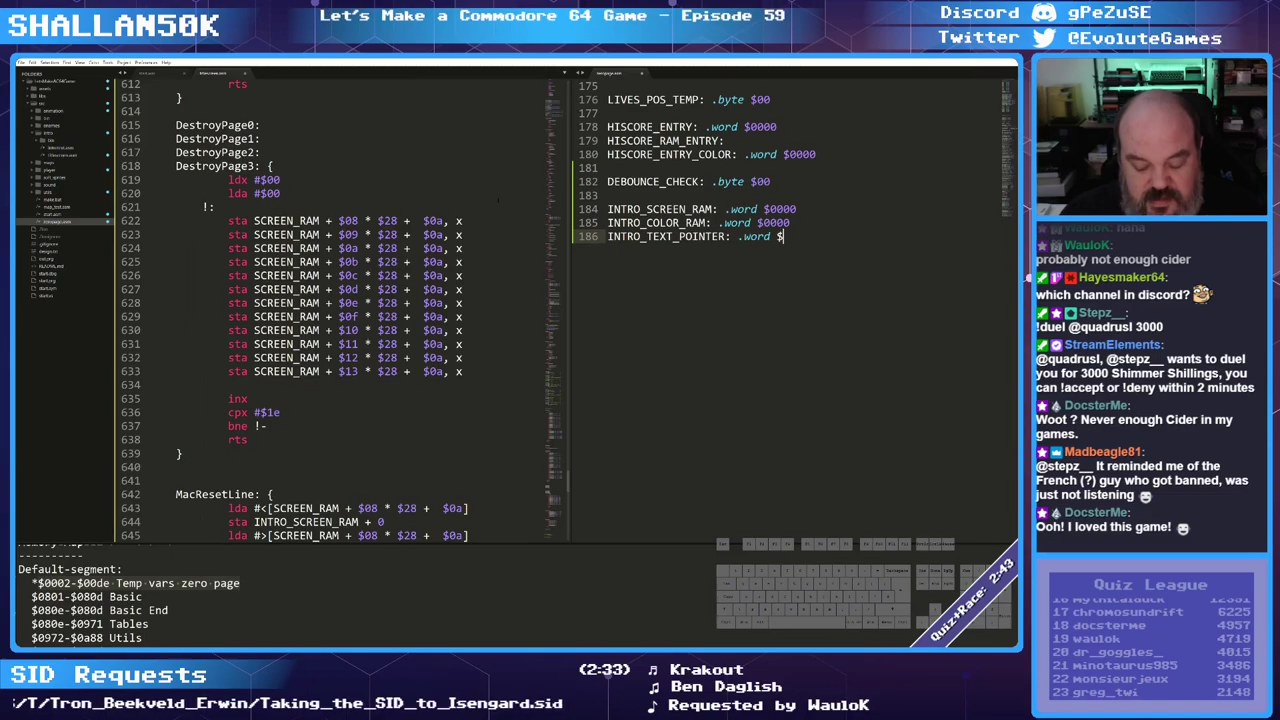 SHALLAN50K
Let's Make a Commodore 64 Game - Episode 59
Discord gPeZuSE
Twitter @EvoluteGames
FOLDERS
612 rts
613 }
614
615 DestroyPage0:
616 DestroyPage1:
617 DestroyPage2:
618 DestroyPage3: {
619 ldx #$00
620 lda #$00
621 !:
622 sta SCREEN_RAM + $08 * $28 + $0a, x
623 sta SCREEN_RAM + $09 * $28 + $0a, x
624 sta SCREEN_RAM + $0a * $28 + $0a, x
625 sta SCREEN_RAM + $0b * $28 + $0a, x
626 sta SCREEN_RAM + $0c * $28 + $0a, x
627 sta SCREEN_RAM + $0d * $28 + $0a, x
628 sta SCREEN_RAM + $0e * $28 + $0a, x
629 sta SCREEN_RAM + $0f * $28 + $0a, x
630 sta SCREEN_RAM + $10 * $28 + $0a, x
631 sta SCREEN_RAM + $11 * $28 + $0a, x
632 sta SCREEN_RAM + $12 * $28 + $0a, x
633 sta SCREEN_RAM + $13 * $28 + $0a, x
634
635 inx
636 cpx #$1e
637 bne !-
638 rts
639 }
640
641
642 MacResetLine: {
643 lda #<[SCREEN_RAM + $08 * $28 + $0a]
644 sta INTRO_SCREEN_RAM + 0
645 lda #>[SCREEN_RAM + $08 * $28 + $0a]
175
176 LIVES_POS_TEMP: .byte $00
177
178 HISCORE_ENTRY: .word $0000
179 HISCORE_RAM_ENTRY:
180 HISCORE_ENTRY_COLOR: .word $0000
181
182 DEBOUNCE_CHECK: .byte $00
183
184 INTRO_SCREEN_RAM: .word $0000
185 INTRO_COLOR_RAM: .word $0000
186 INTRO_TEXT_POINTER: .word $
----------
Default-segment:
*$0002-$00de Temp vars zero page
$0801-$080d Basic
$080e-$080d Basic End
$080e-$0971 Tables
$0972-$0a88 Utils
Quiz+Race: 2:43
WauloK: haha
WauloK:
probably not enough cider
Hayesmaker64:
which channel in discord?
Stepz__:
!duel @quadrusl 3000
StreamElements:
@quadrusl, @stepz__ wants to duel
you for 3000 Shimmer Shillings, you
can !accept or !deny within 2 minutes
DocsterMe:
Woot ? Never enough Cider in my
games.
Madbeagle81:
@stepz__ It reminded me of the
French (?) guy who got banned, was
just not listening
DocsterMe:
Ooh! I loved this game!
Quiz League
17 chromosundrift 6225
18 docsterme 4957
19 waulok 4719
20 dr_goggles_ 4015
21 minotaurus985 3486
22 monsieurjeux 3194
23 greg_twi 2148
SID Requests
/T/Tron_Beekveld_Erwin/Taking_the_SID_to_Isengard.sid
(2:33) Krakout
Ben Daglish
Requested by WauloK